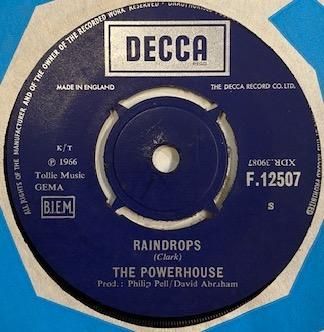 ALL RIGHTS OF THE MANUFACTURER AND OF THE OWNER OF THE RECORDED WORK RESERVED
DECCA
REGD.
MADE IN ENGLAND
THE DECCA RECORD CO. LTD.
K/T
℗ 1966
Tollie Music
GEMA
B.I.E.M.
XDR.39087
F.12507
S
RAINDROPS
(Clark)
THE POWERHOUSE
Prod.: Philip Pell/David Abraham